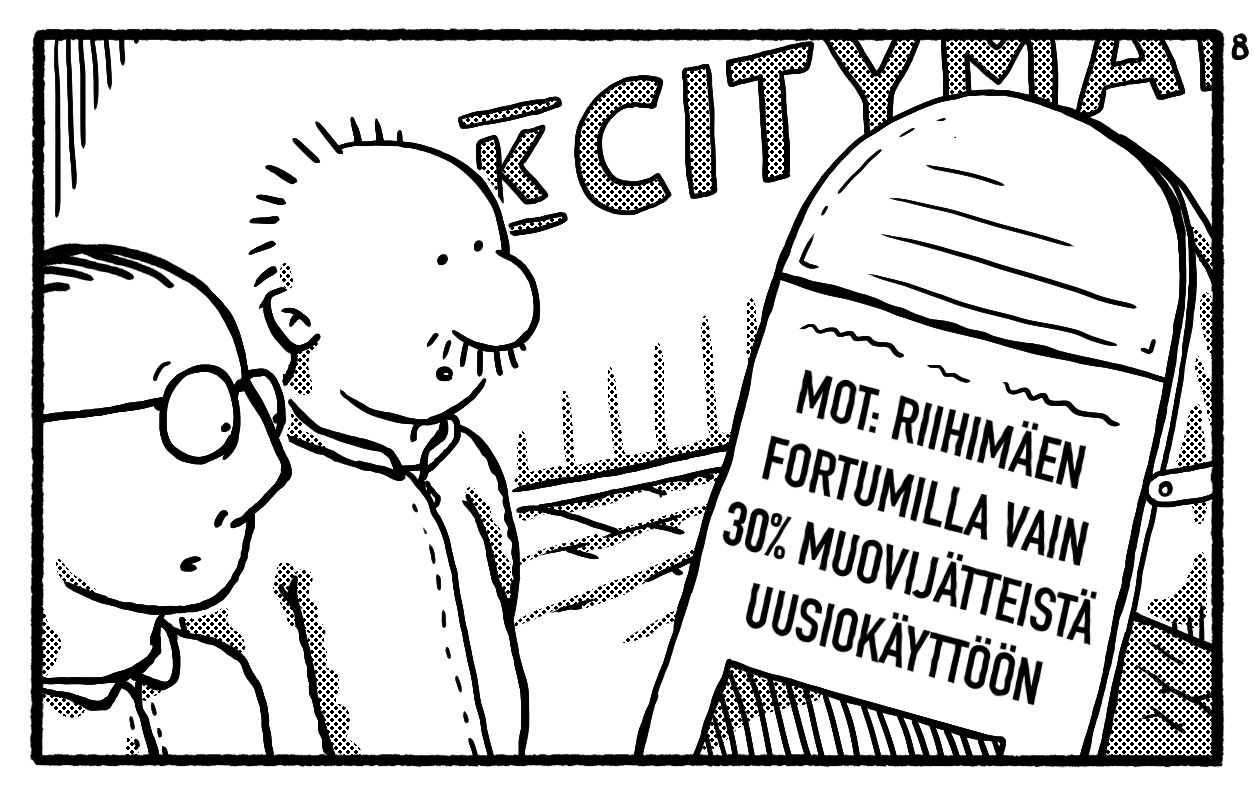 8
K CITYMA
MOT: RIIHIMÄEN
FORTUMILLA VAIN
30% MUOVIJÄTTEISTÄ
UUSIOKÄYTTÖÖN